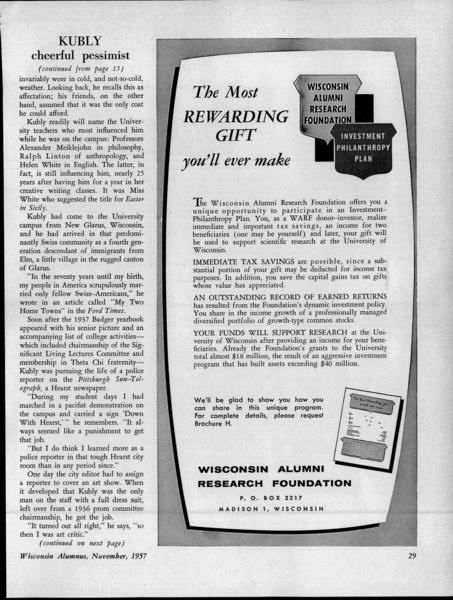 KUBLY
cheerful pessimist
(continued from page 15)
invariably wore in cold, and not-so-cold,
weather. Looking back, he recalls this as
affectation; his friends, on the other
hand, assumed that it was the only coat
he could afford.
Kubly readily will name the Univer-
sity teachers who most influenced him
while he was on the campus: Professors
Alexander Meiklejohn in philosophy,
Ralph Linton of anthropology, and
Helen White in English. The latter, in
fact, is still influencing him, nearly 25
years after having for a year in her
creative writing classes. It was Miss
White who suggested the title for Easter
in Sicily.
Kubly had come to the University
campus from New Glarus, Wisconsin,
and he had arrived in that predomi-
nantly Swiss community as a fourth gen-
eration descendant of immigrants from
Elm, a little village in the rugged canton
of Glarus.
"In the seventy years until my birth,
my people in America scrupulously mar-
ried only fellow Swiss-Americans," he
wrote in an article called "My Two
Home Towns" in the Ford Times.
Soon after the 1937 Badger yearbook
appeared with his senior picture and an
accompanying list of college activities—
which included chairmanship of the Sig-
nificant Living Lectures Committee and
membership in Theta Chi fraternity—
Kubly was pursuing the life of a police
reporter on the Pittsburgh Sun-Tel-
egraph, a Hearst newspaper.
"During my student days I had
marched in a pacifist demonstration on
the campus and carried a sign 'Down
With Hearst,' " he remembers. "It al-
ways seemed like a punishment to get
that job.
"But I do think I learned more as a
police reporter in that tough Hearst city
room than in any period since."
One day the city editor had to assign
a reporter to cover an art show. When
it developed that Kubly was the only
man on the staff with a full dress suit,
left over from a 1936 prom committee
chairmanship, he got the job.
"It turned out all right," he says, "so
then I was art critic."
(continued on next page)
The Most
REWARDING
GIFT
you'll ever make
WISCONSIN
ALUMNI
RESEARCH
FOUNDATION
INVESTMENT
PHILANTHROPY
PLAN
The Wisconsin Alumni Research Foundation offers you a
unique opportunity to participate in an Investment–
Philanthropy Plan. You, as a WARF donor-investor, realize
immediate and important tax savings, an income for two
beneficiaries (one may be yourself) and later, your gift will
be used to support scientific research at the University of
Wisconsin.
IMMEDIATE TAX SAVINGS are possible, since a sub-
stantial portion of your gift may be deducted for income tax
purposes. In addition, you save the capital gains tax on gifts
whose value has appreciated.
AN OUTSTANDING RECORD OF EARNED RETURNS
has resulted from the Foundation's dynamic investment policy.
You share in the income growth of a professionally managed
diversified portfolio of growth-type common stocks.
YOUR FUNDS WILL SUPPORT RESEARCH at the Uni-
versity of Wisconsin after providing an income for your bene-
ficiaries. Already the Foundation's grants to the University
total almost $18 million, the result of an aggressive investment
program that has built assets exceeding $40 million.
We'll be glad to show you how you
can share in this unique program.
For complete details, please request
Brochure H.
WISCONSIN ALUMNI
RESEARCH FOUNDATION
P. O. BOX 2217
MADISON 1, WISCONSIN
Wisconsin Alumnus, November, 1957
29